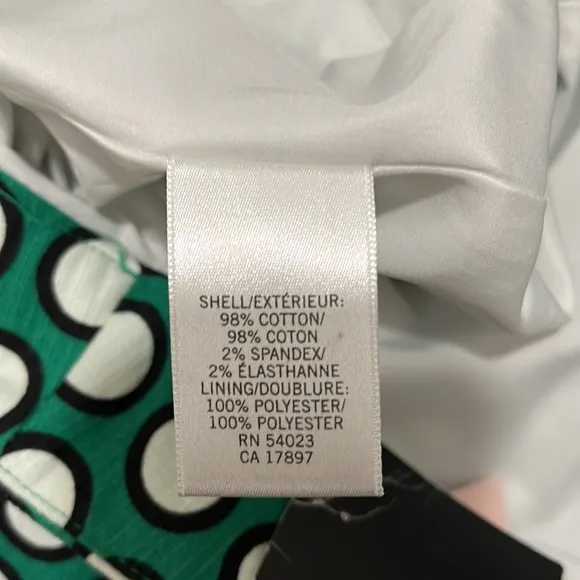 SHELL/EXTÉRIEUR:
98% COTTON/
98% COTON
2% SPANDEX/
2% ÉLASTHANNE
LINING/DOUBLURE:
100% POLYESTER/
100% POLYESTER
RN 54023
CA 17897